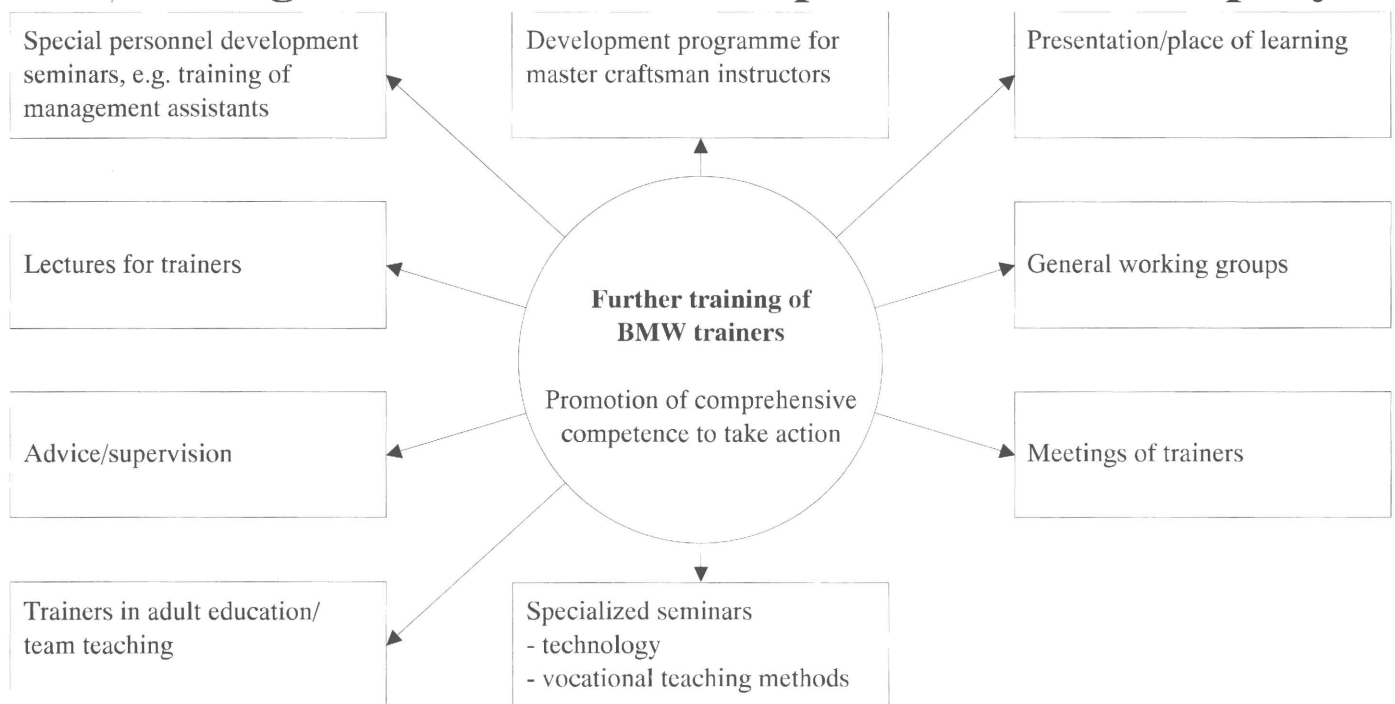 Special personnel development
seminars, e.g. training of
management assistants
Development programme for
master craftsman instructors
Presentation/place of learning
Lectures for trainers
Further training of
BMW trainers
Promotion of comprehensive
competence to take action
General working groups
Advice/supervision
Meetings of trainers
Trainers in adult education/
team teaching
Specialized seminars
- technology
- vocational teaching methods